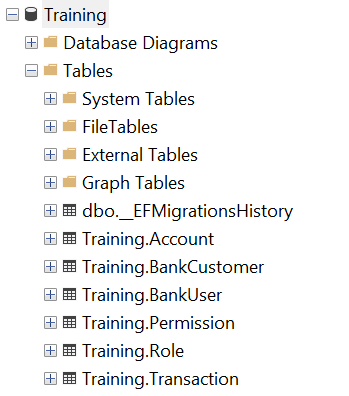 Training
Database Diagrams
Tables
System Tables
FileTables
External Tables
Graph Tables
dbo.__EFMigrationsHistory
Training.Account
Training.BankCustomer
Training.BankUser
Training.Permission
Training.Role
Training.Transaction